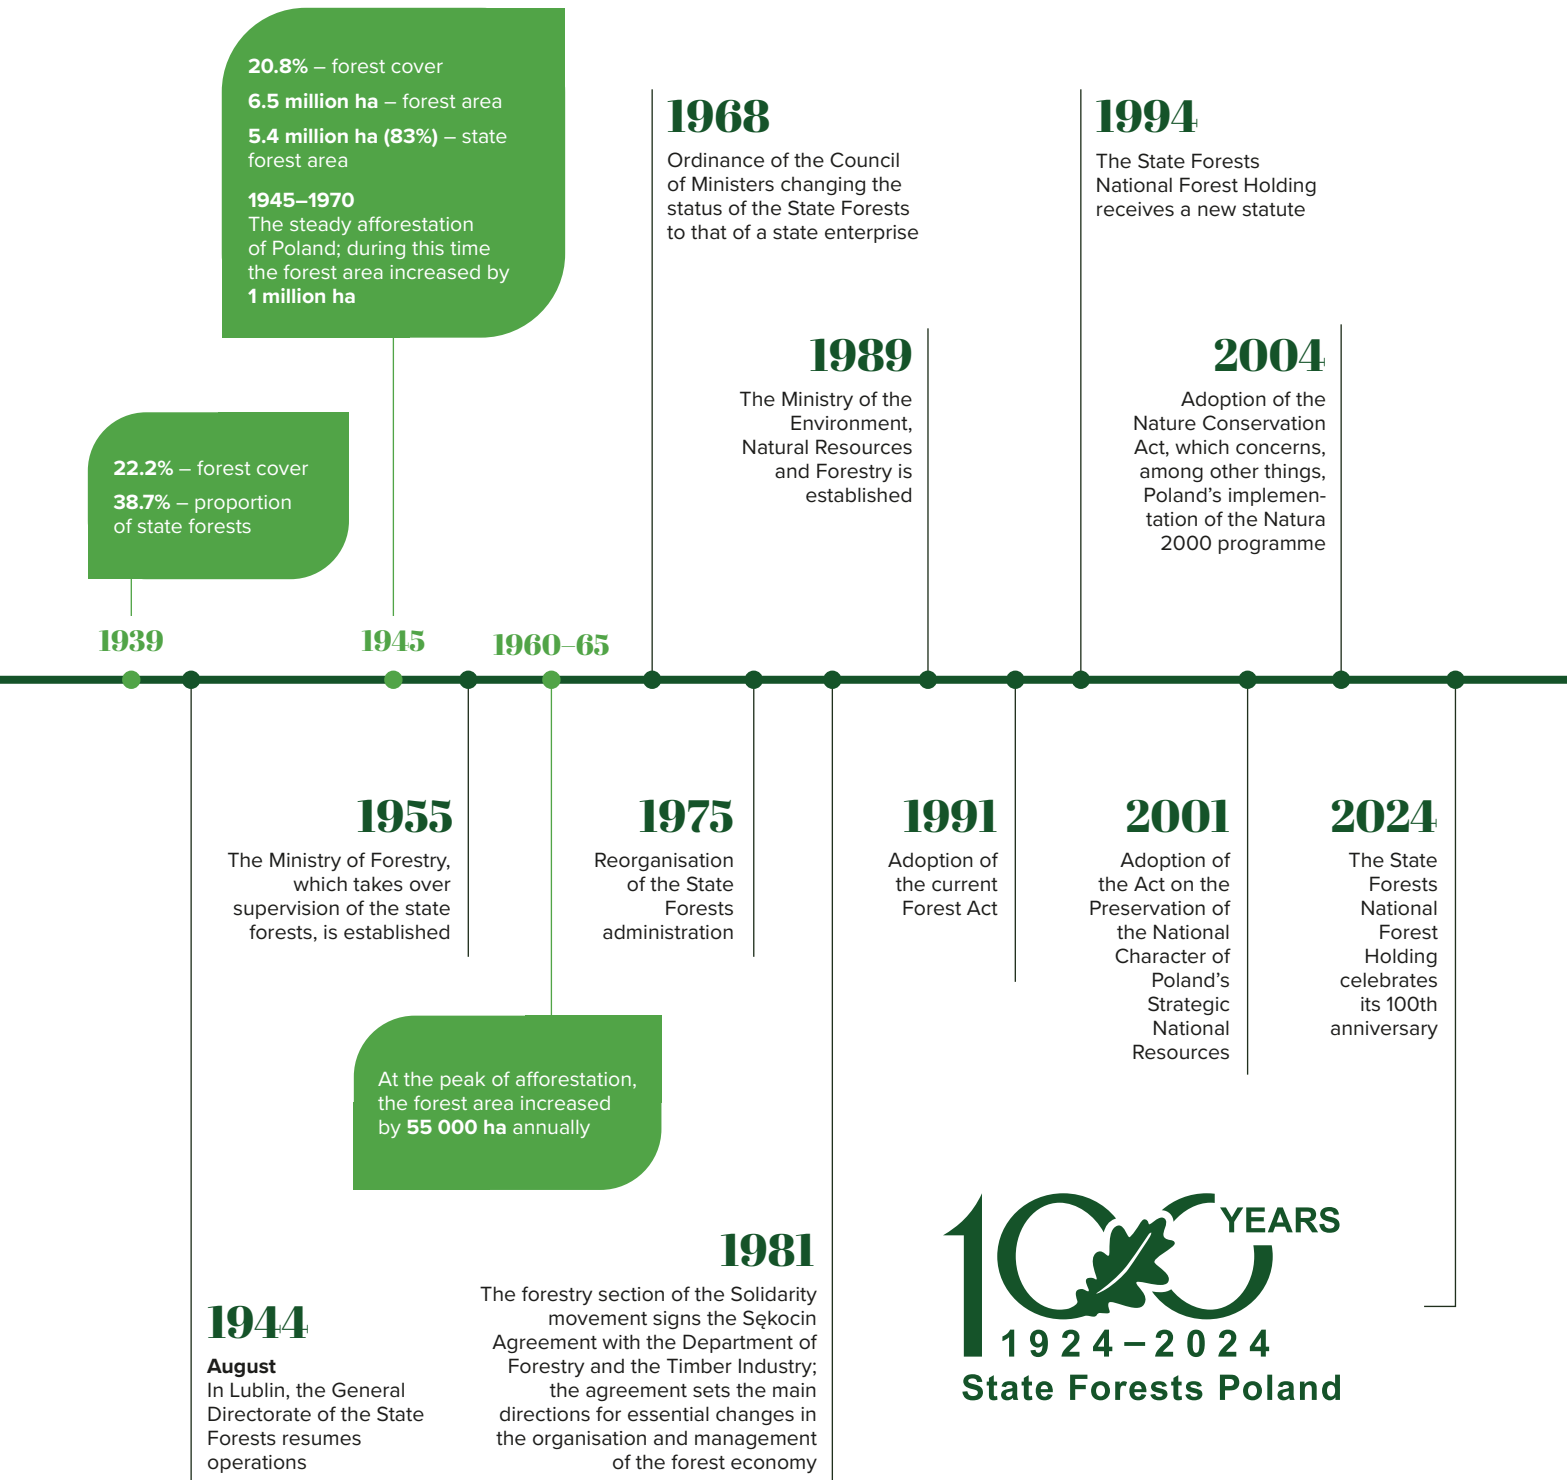 20.8% – forest cover
6.5 million ha – forest area
5.4 million ha (83%) – state
forest area
1945–1970
The steady afforestation
of Poland; during this time
the forest area increased by
1 million ha
1968
Ordinance of the Council
of Ministers changing the
status of the State Forests
to that of a state enterprise
1994
The State Forests
National Forest Holding
receives a new statute
1989
The Ministry of the
Environment,
Natural Resources
and Forestry is
established
2004
Adoption of the
Nature Conservation
Act, which concerns,
among other things,
Poland’s implemen-
tation of the Natura
2000 programme
22.2% – forest cover
38.7% – proportion
of state forests
1939
1945
1960–65
1955
The Ministry of Forestry,
which takes over
supervision of the state
forests, is established
1975
Reorganisation
of the State
Forests
administration
1991
Adoption of
the current
Forest Act
2001
Adoption of
the Act on the
Preservation of
the National
Character of
Poland’s
Strategic
National
Resources
2024
The State
Forests
National
Forest
Holding
celebrates
its 100th
anniversary
At the peak of afforestation,
the forest area increased
by 55 000 ha annually
1944
August
In Lublin, the General
Directorate of the State
Forests resumes
operations
1981
The forestry section of the Solidarity
movement signs the Sękocin
Agreement with the Department of
Forestry and the Timber Industry;
the agreement sets the main
directions for essential changes in
the organisation and management
of the forest economy
100 YEARS
1924–2024
State Forests Poland